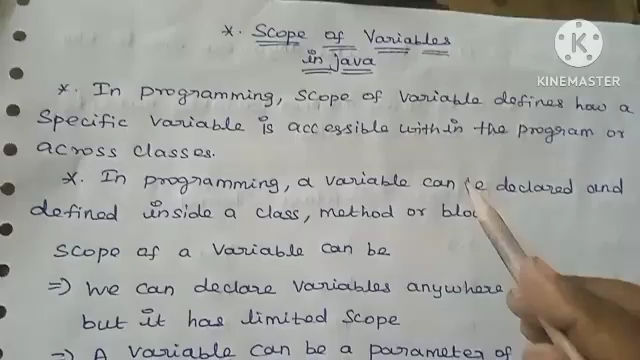 *. Scope of Variables
in java
KINEMASTER
*. In programming, scope of variable defines how a
specific variable is accessible within the program or
across classes.
*. In programming, a variable can be declared and
defined inside a class, method or
scope of a variable can be
=) We can declare variables anywhere
but it has limited scope
=) A variable can be a parameter of